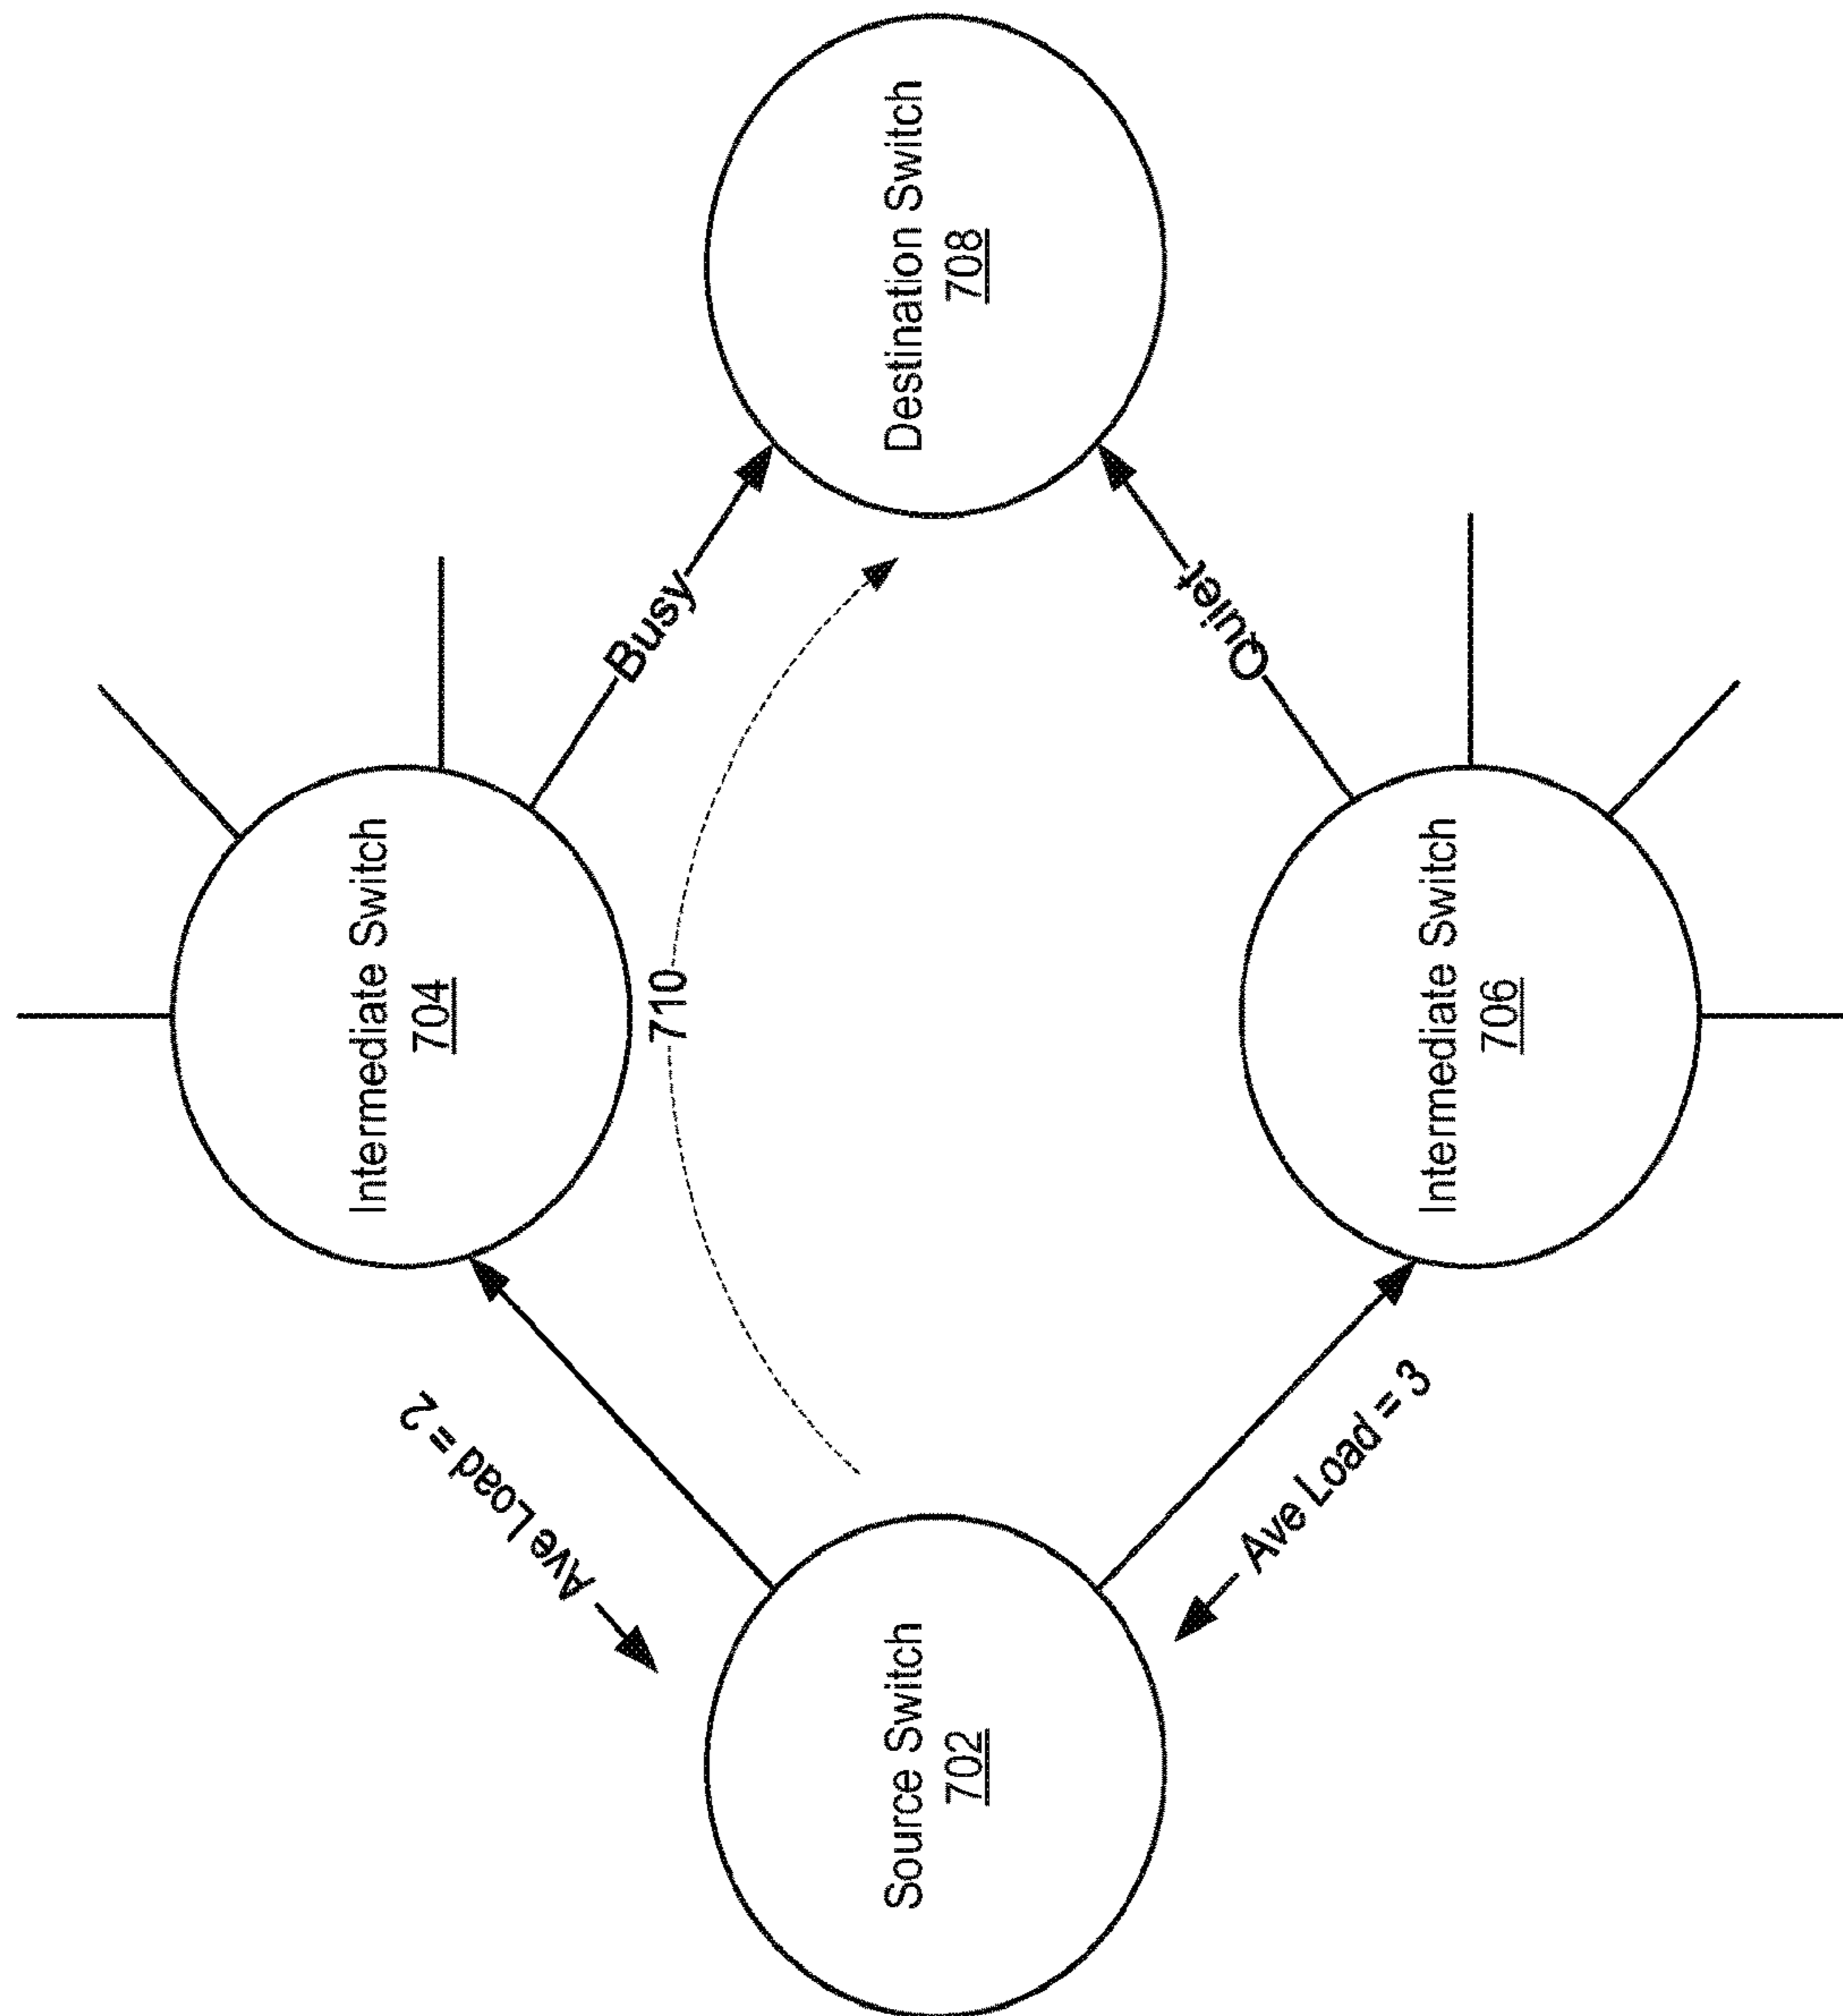 Intermediate Switch
704
Ave Load = 2
Busy
Source Switch
702
710
Destination Switch
708
Ave Load = 3
Quiet
Intermediate Switch
706